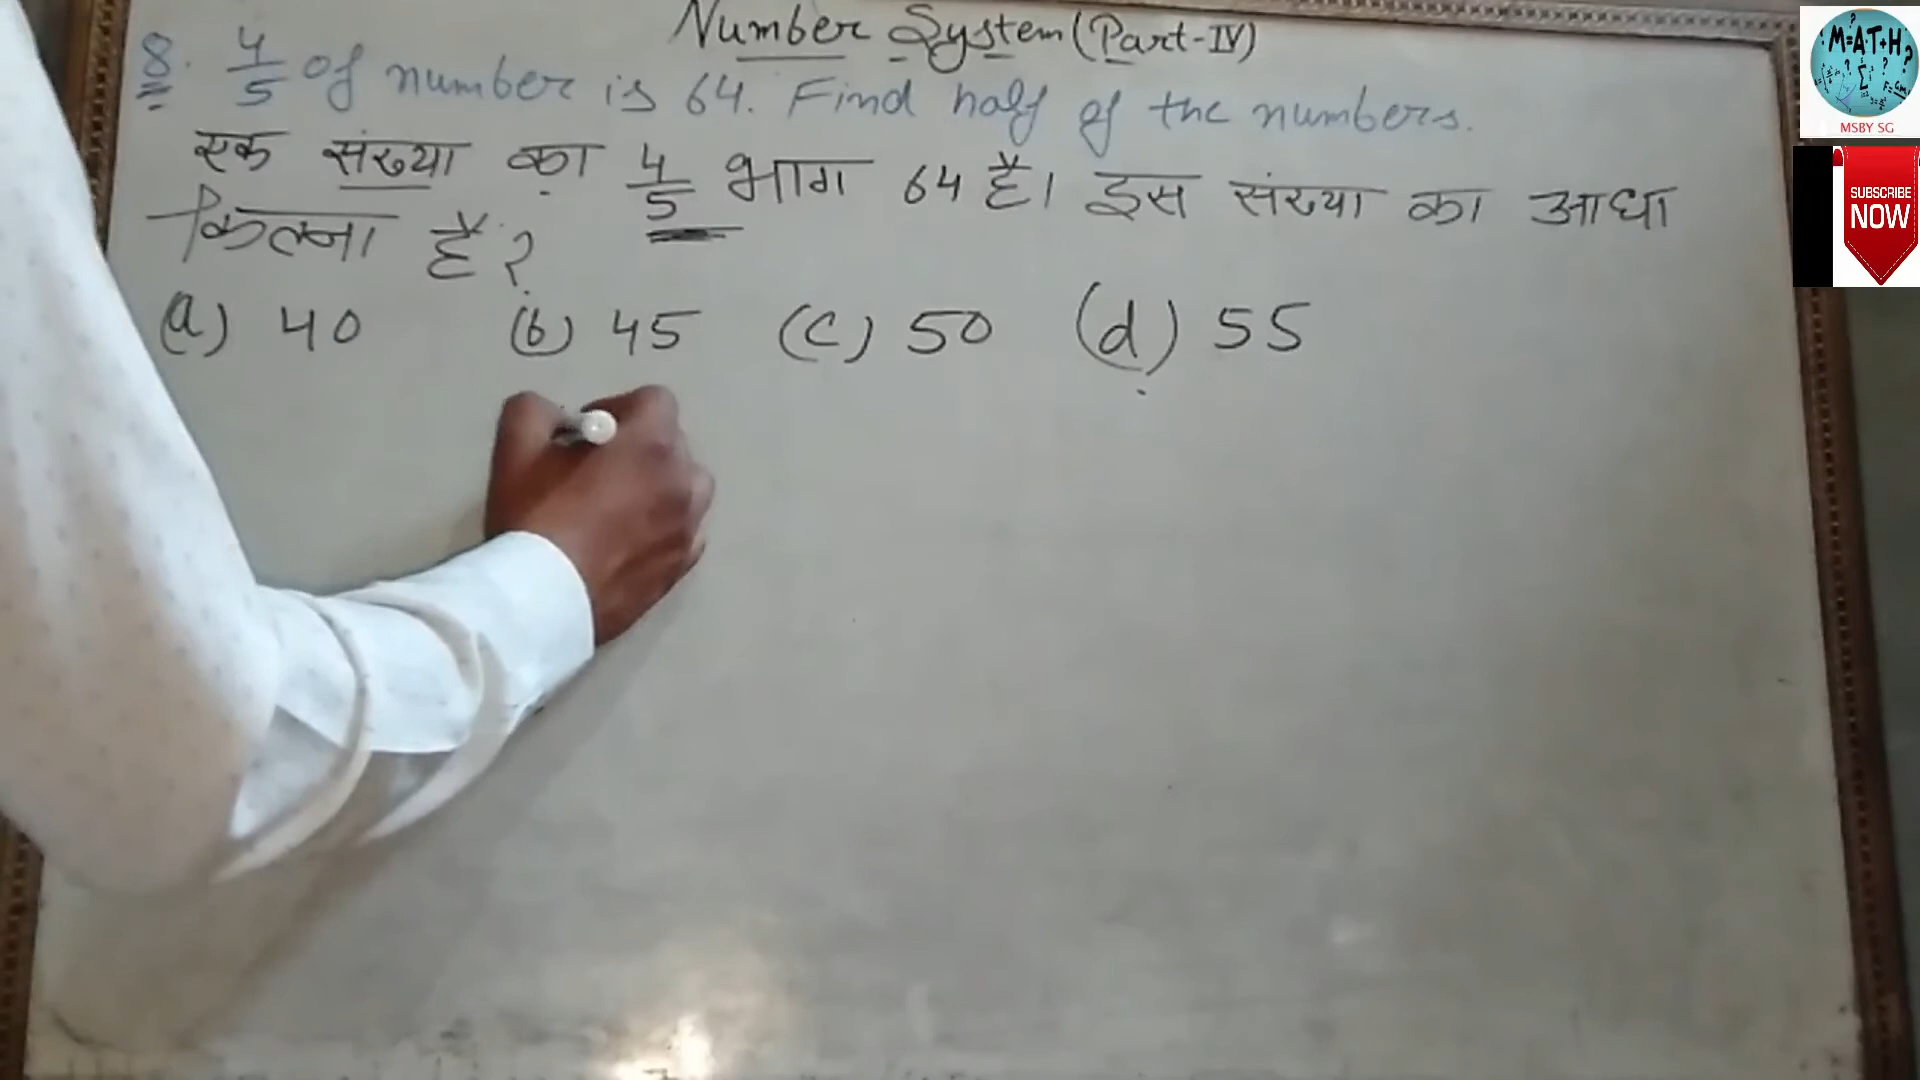 Number System (Part-IV)
8. 4/5 of number is 64. Find half of the numbers.
एक संख्या का 4/5 भाग 64 है। इस संख्या का आधा
कितना है?
(a) 40 (b) 45 (c) 50 (d) 55
M=A.T+H
MSBY SG
SUBSCRIBE
NOW